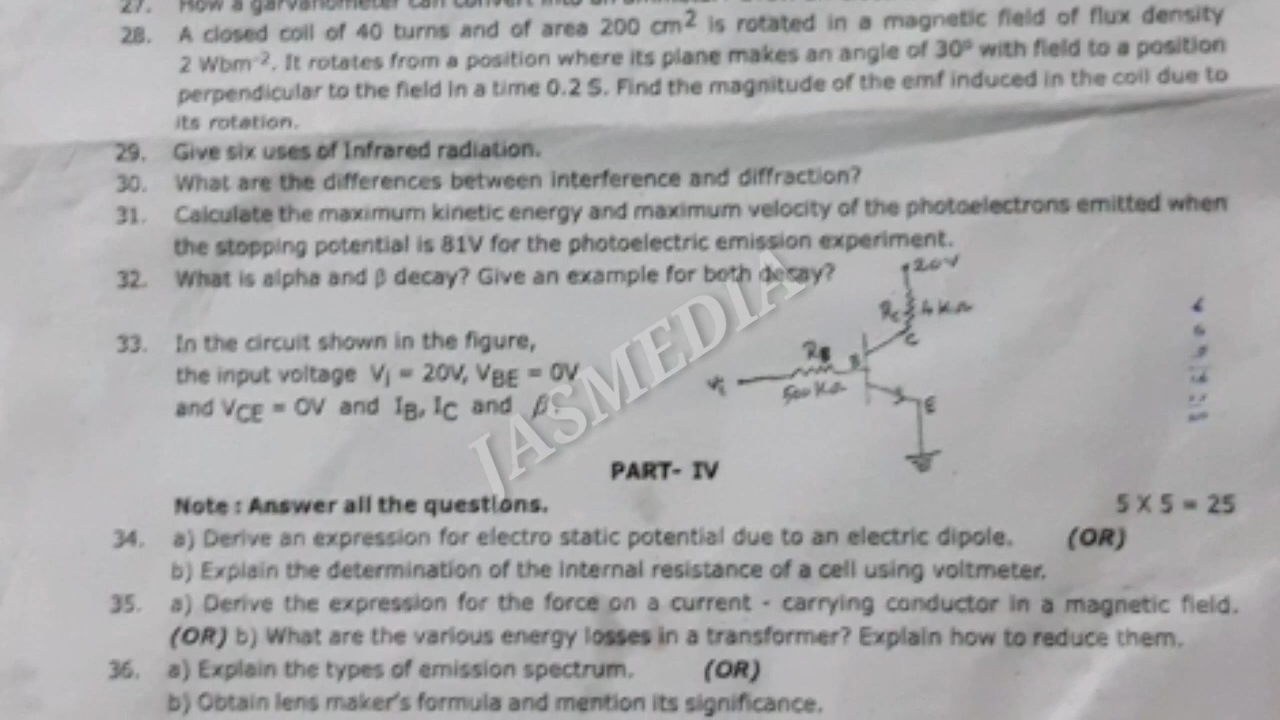 28. A closed coil of 40 turns and of area 200 cm2 is rotated in a magnetic field of flux density
2 Wbm-2. It rotates from a position where its plane makes an angle of 30° with field to a position
perpendicular to the field in a time 0.2 S. Find the magnitude of the emf induced in the coil due to
its rotation.
29. Give six uses of Infrared radiation.
30. What are the differences between interference and diffraction?
31. Calculate the maximum kinetic energy and maximum velocity of the photoelectrons emitted when
the stopping potential is 81V for the photoelectric emission experiment.
32. What is alpha and β decay? Give an example for both decay?
20V
RC 4KΩ
C
33. In the circuit shown in the figure,
the input voltage Vi = 20V, VBE = 0V
and VCE = 0V and IB, IC and β.
RB
B
Vi
500KΩ
E
JASMEDIA
PART- IV
Note : Answer all the questions. 5 X 5 = 25
34. a) Derive an expression for electro static potential due to an electric dipole. (OR)
b) Explain the determination of the internal resistance of a cell using voltmeter.
35. a) Derive the expression for the force on a current - carrying conductor in a magnetic field.
(OR) b) What are the various energy losses in a transformer? Explain how to reduce them.
36. a) Explain the types of emission spectrum. (OR)
b) Obtain lens maker's formula and mention its significance.